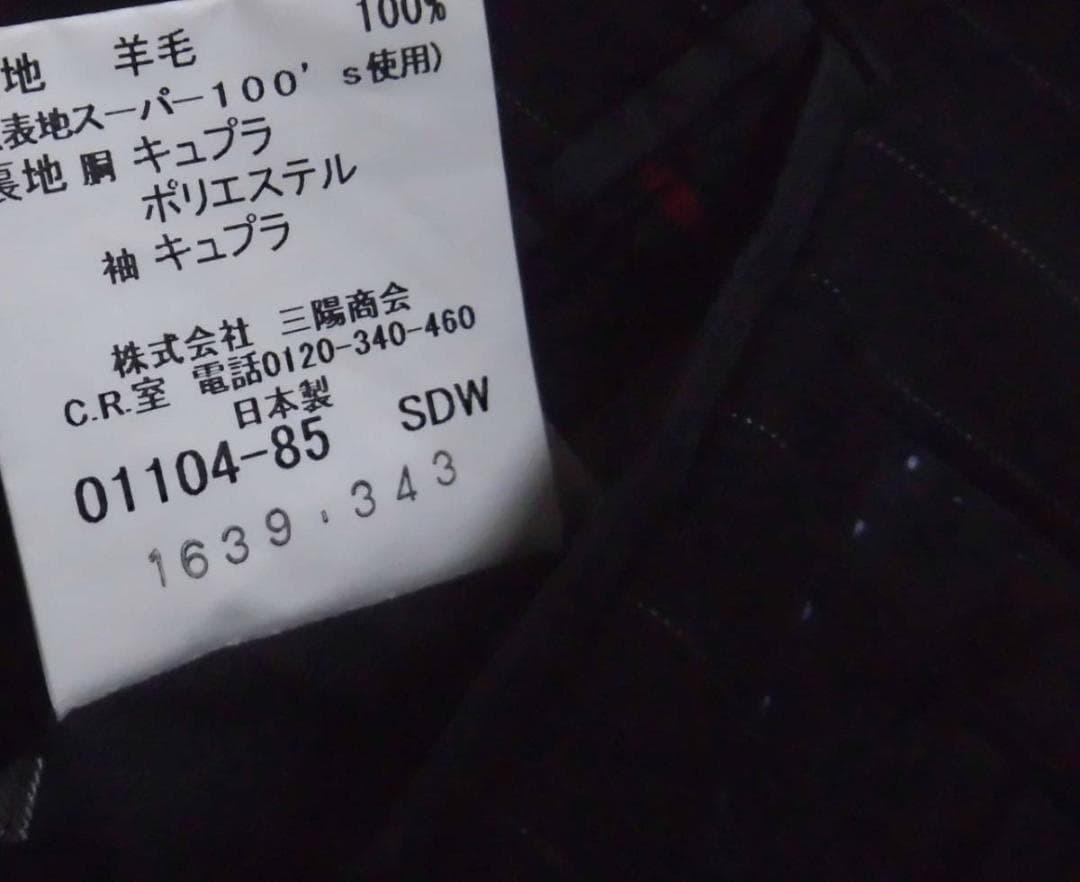 地 羊毛 100%
表地スーパー100's使用)
裏地 胴 キュプラ
ポリエステル
袖 キュプラ
株式会社 三陽商会
C.R.室 電話0120-340-460
日本製
01104-85 SDW
1639.343